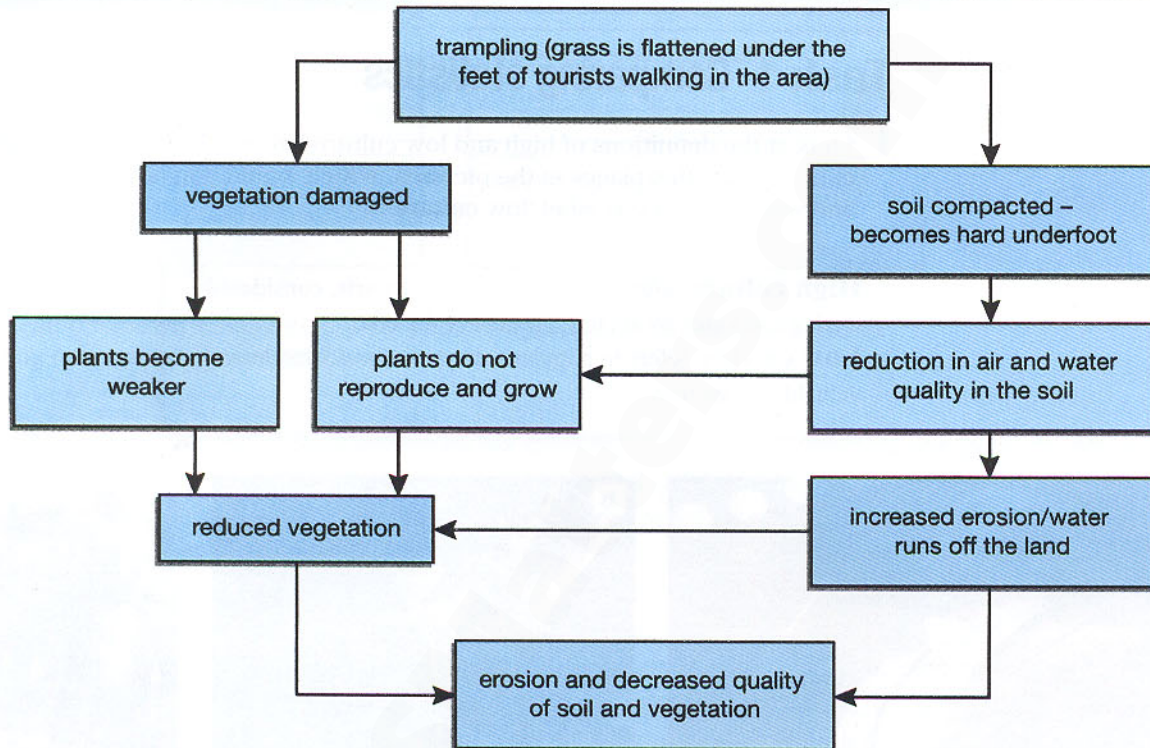 trampling (grass is flattened under the
feet of tourists walking in the area)
vegetation damaged
soil compacted –
becomes hard underfoot
plants become
weaker
plants do not
reproduce and grow
reduction in air and water
quality in the soil
reduced vegetation
increased erosion/water
runs off the land
erosion and decreased quality
of soil and vegetation